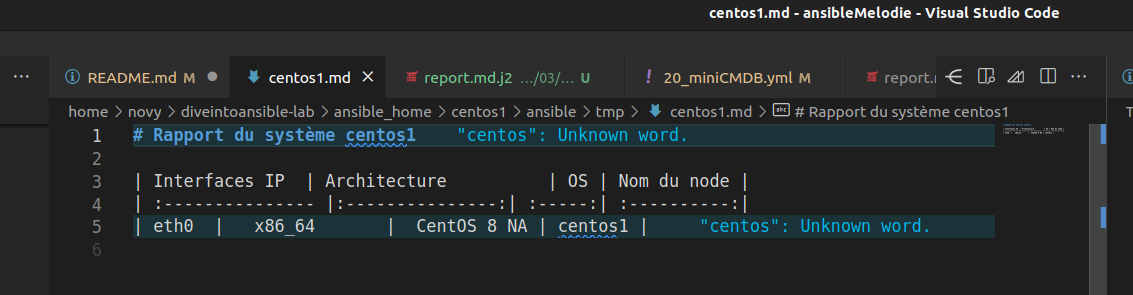 centos1.md - ansibleMelodie - Visual Studio Code
··· README.md M ● centos1.md × report.md.j2 .../03/... U ! 20_miniCMDB.yml M report.r ···
home > novy > diveintoansible-lab > ansible_home > centos1 > ansible > tmp > centos1.md > abc # Rapport du système centos1
1 # Rapport du système centos1 "centos": Unknown word.
2
3 | Interfaces IP | Architecture | OS | Nom du node |
4 | :--------------- |:---------------:| :-----:| :----------:|
5 | eth0 | x86_64 | CentOS 8 NA | centos1 | "centos": Unknown word.
6